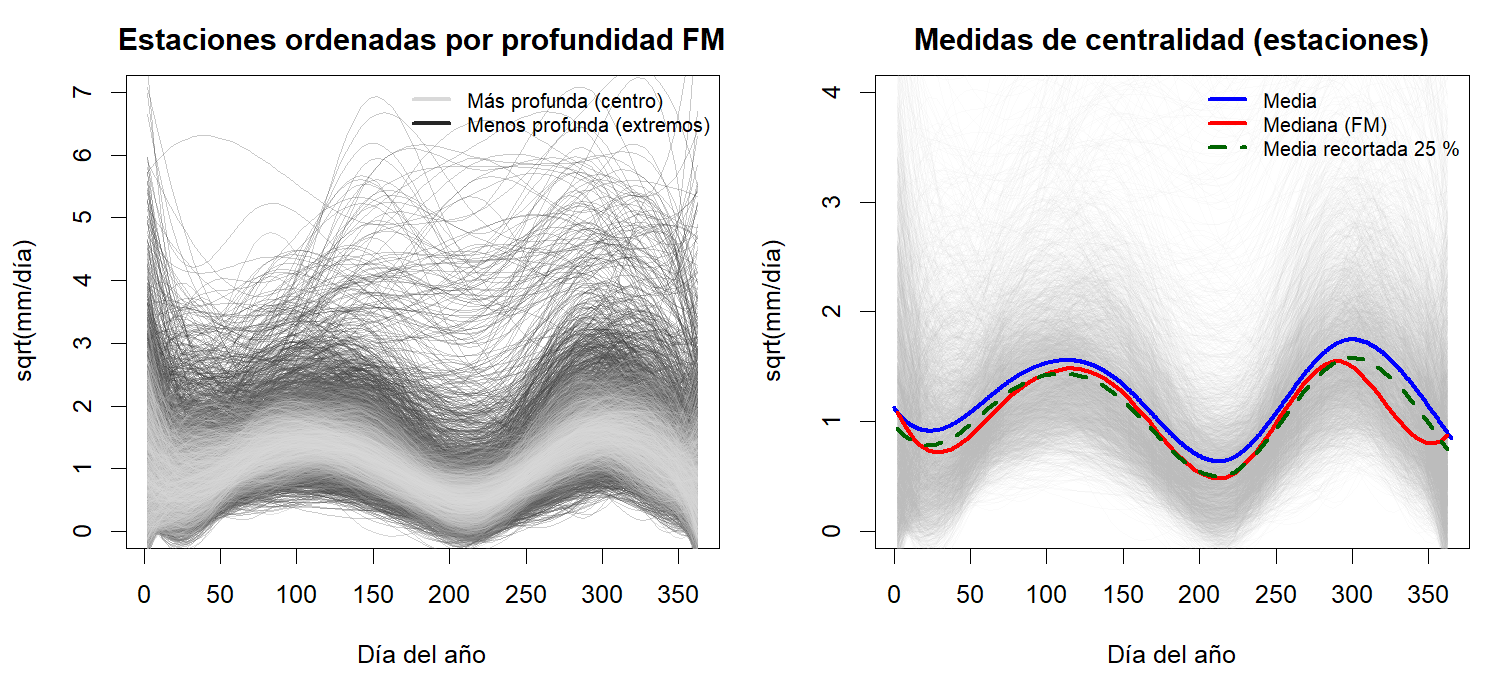 Estaciones ordenadas por profundidad FM
Más profunda (centro)
Menos profunda (extremos)
sqrt(mm/día)
7
6
5
4
3
2
1
0
0 50 100 150 200 250 300 350
Día del año
Medidas de centralidad (estaciones)
Media
Mediana (FM)
Media recortada 25 %
sqrt(mm/día)
4
3
2
1
0
0 50 100 150 200 250 300 350
Día del año